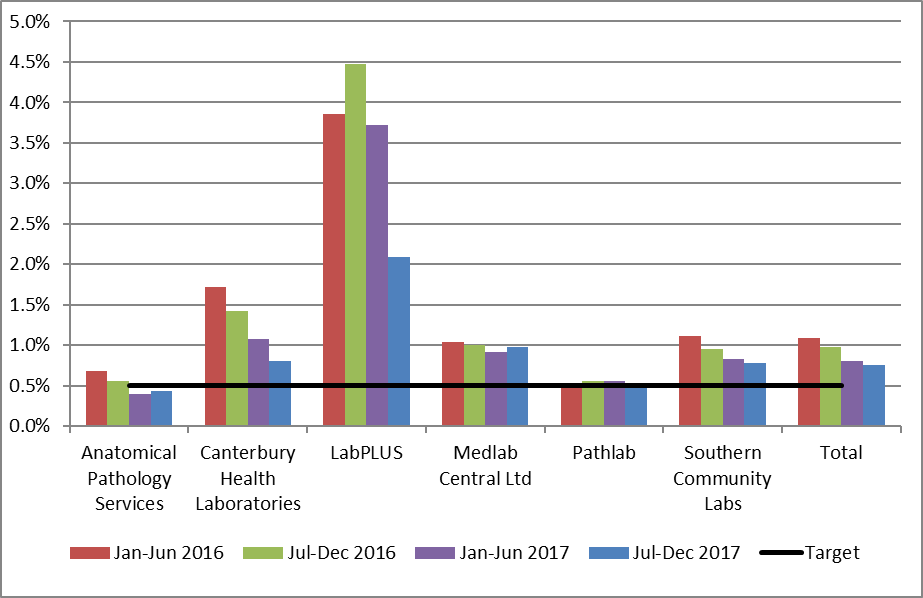 5.0%
4.5%
4.0%
3.5%
3.0%
2.5%
2.0%
1.5%
1.0%
0.5%
0.0%
Anatomical
Pathology
Services
Canterbury
Health
Laboratories
LabPLUS
Medlab
Central Ltd
Pathlab
Southern
Community
Labs
Total
Jan-Jun 2016 Jul-Dec 2016 Jan-Jun 2017 Jul-Dec 2017 Target